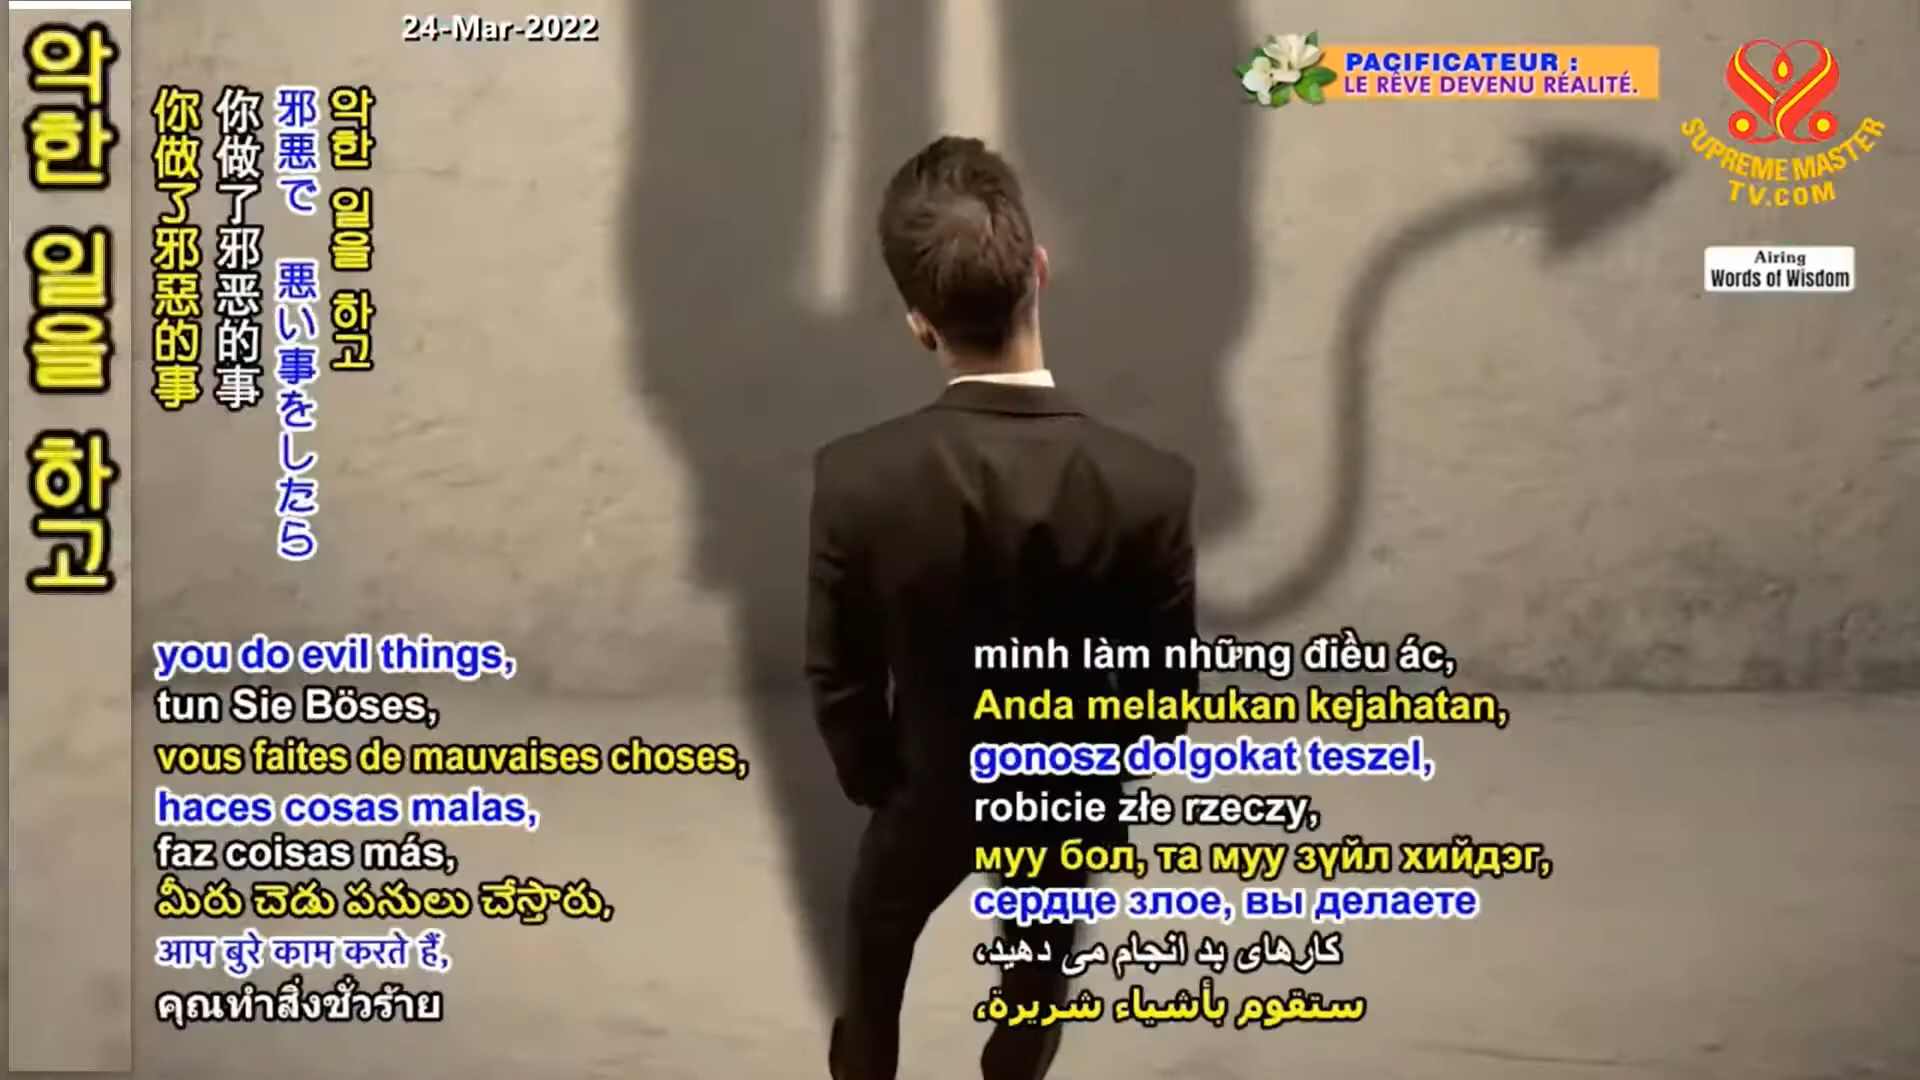 24-Mar-2022
PACIFICATEUR :
LE RÊVE DEVENU RÉALITÉ.
SUPREME MASTER
TV.COM
Airing
Words of Wisdom
악한 일을 하고
악한 일을 하고
邪悪で 悪い事をしたら
你做了邪恶的事
你做了邪惡的事
you do evil things,
tun Sie Böses,
vous faites de mauvaises choses,
haces cosas malas,
faz coisas más,
మీరు చెడు పనులు చేస్తారు,
आप बुरे काम करते हैं,
คุณทำสิ่งชั่วร้าย
mình làm những điều ác,
Anda melakukan kejahatan,
gonosz dolgokat teszel,
robicie złe rzeczy,
муу бол, та муу зүйл хийдэг,
сердце злое, вы делаете
کارهای بد انجام می دهید،
ستقوم بأشياء شريرة،